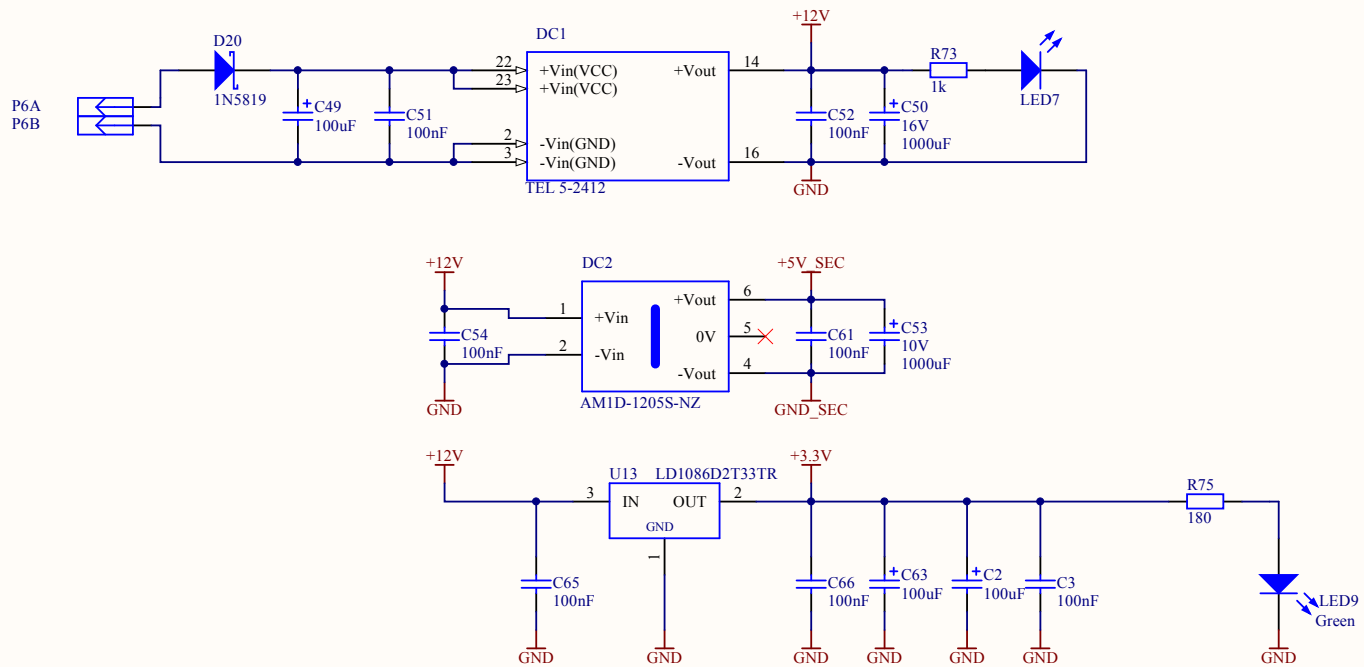 +12V
D20
DC1
1N5819
P6A
P6B
C49
100uF
C51
100nF
22
23
2
3
+Vin(VCC)
+Vin(VCC)
-Vin(GND)
-Vin(GND)
+Vout
-Vout
14
16
TEL 5-2412
C52
100nF
C50
16V
1000uF
R73
1k
LED7
GND
+12V
DC2
+5V_SEC
C54
100nF
1
2
+Vin
-Vin
+Vout
0V
-Vout
6
5
4
C61
100nF
C53
10V
1000uF
GND
AM1D-1205S-NZ
GND_SEC
+12V
U13 LD1086D2T33TR
+3.3V
3
IN OUT
GND
2
1
R75
180
C65
100nF
C66
100nF
C63
100uF
C2
100uF
C3
100nF
LED9
Green
GND
GND
GND
GND
GND
GND
GND